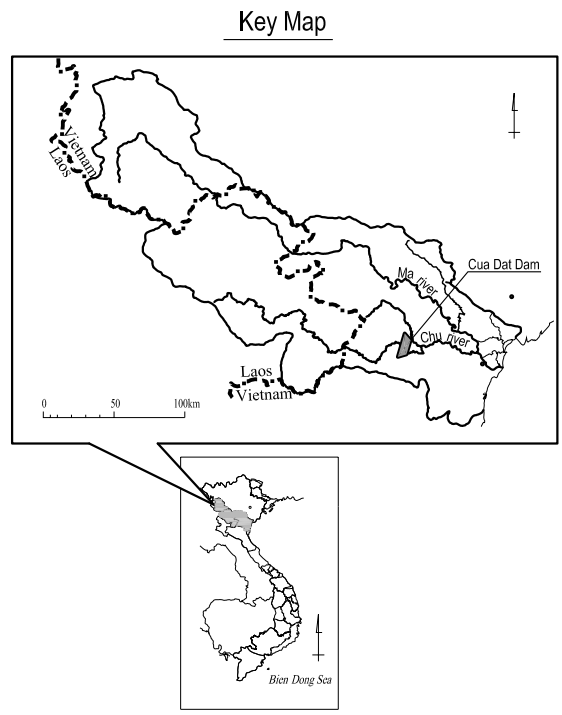 Key Map
Vietnam
Laos
Cua Dat Dam
Ma river
Chu river
Laos
Vietnam
0 50 100km
Bien Dong Sea